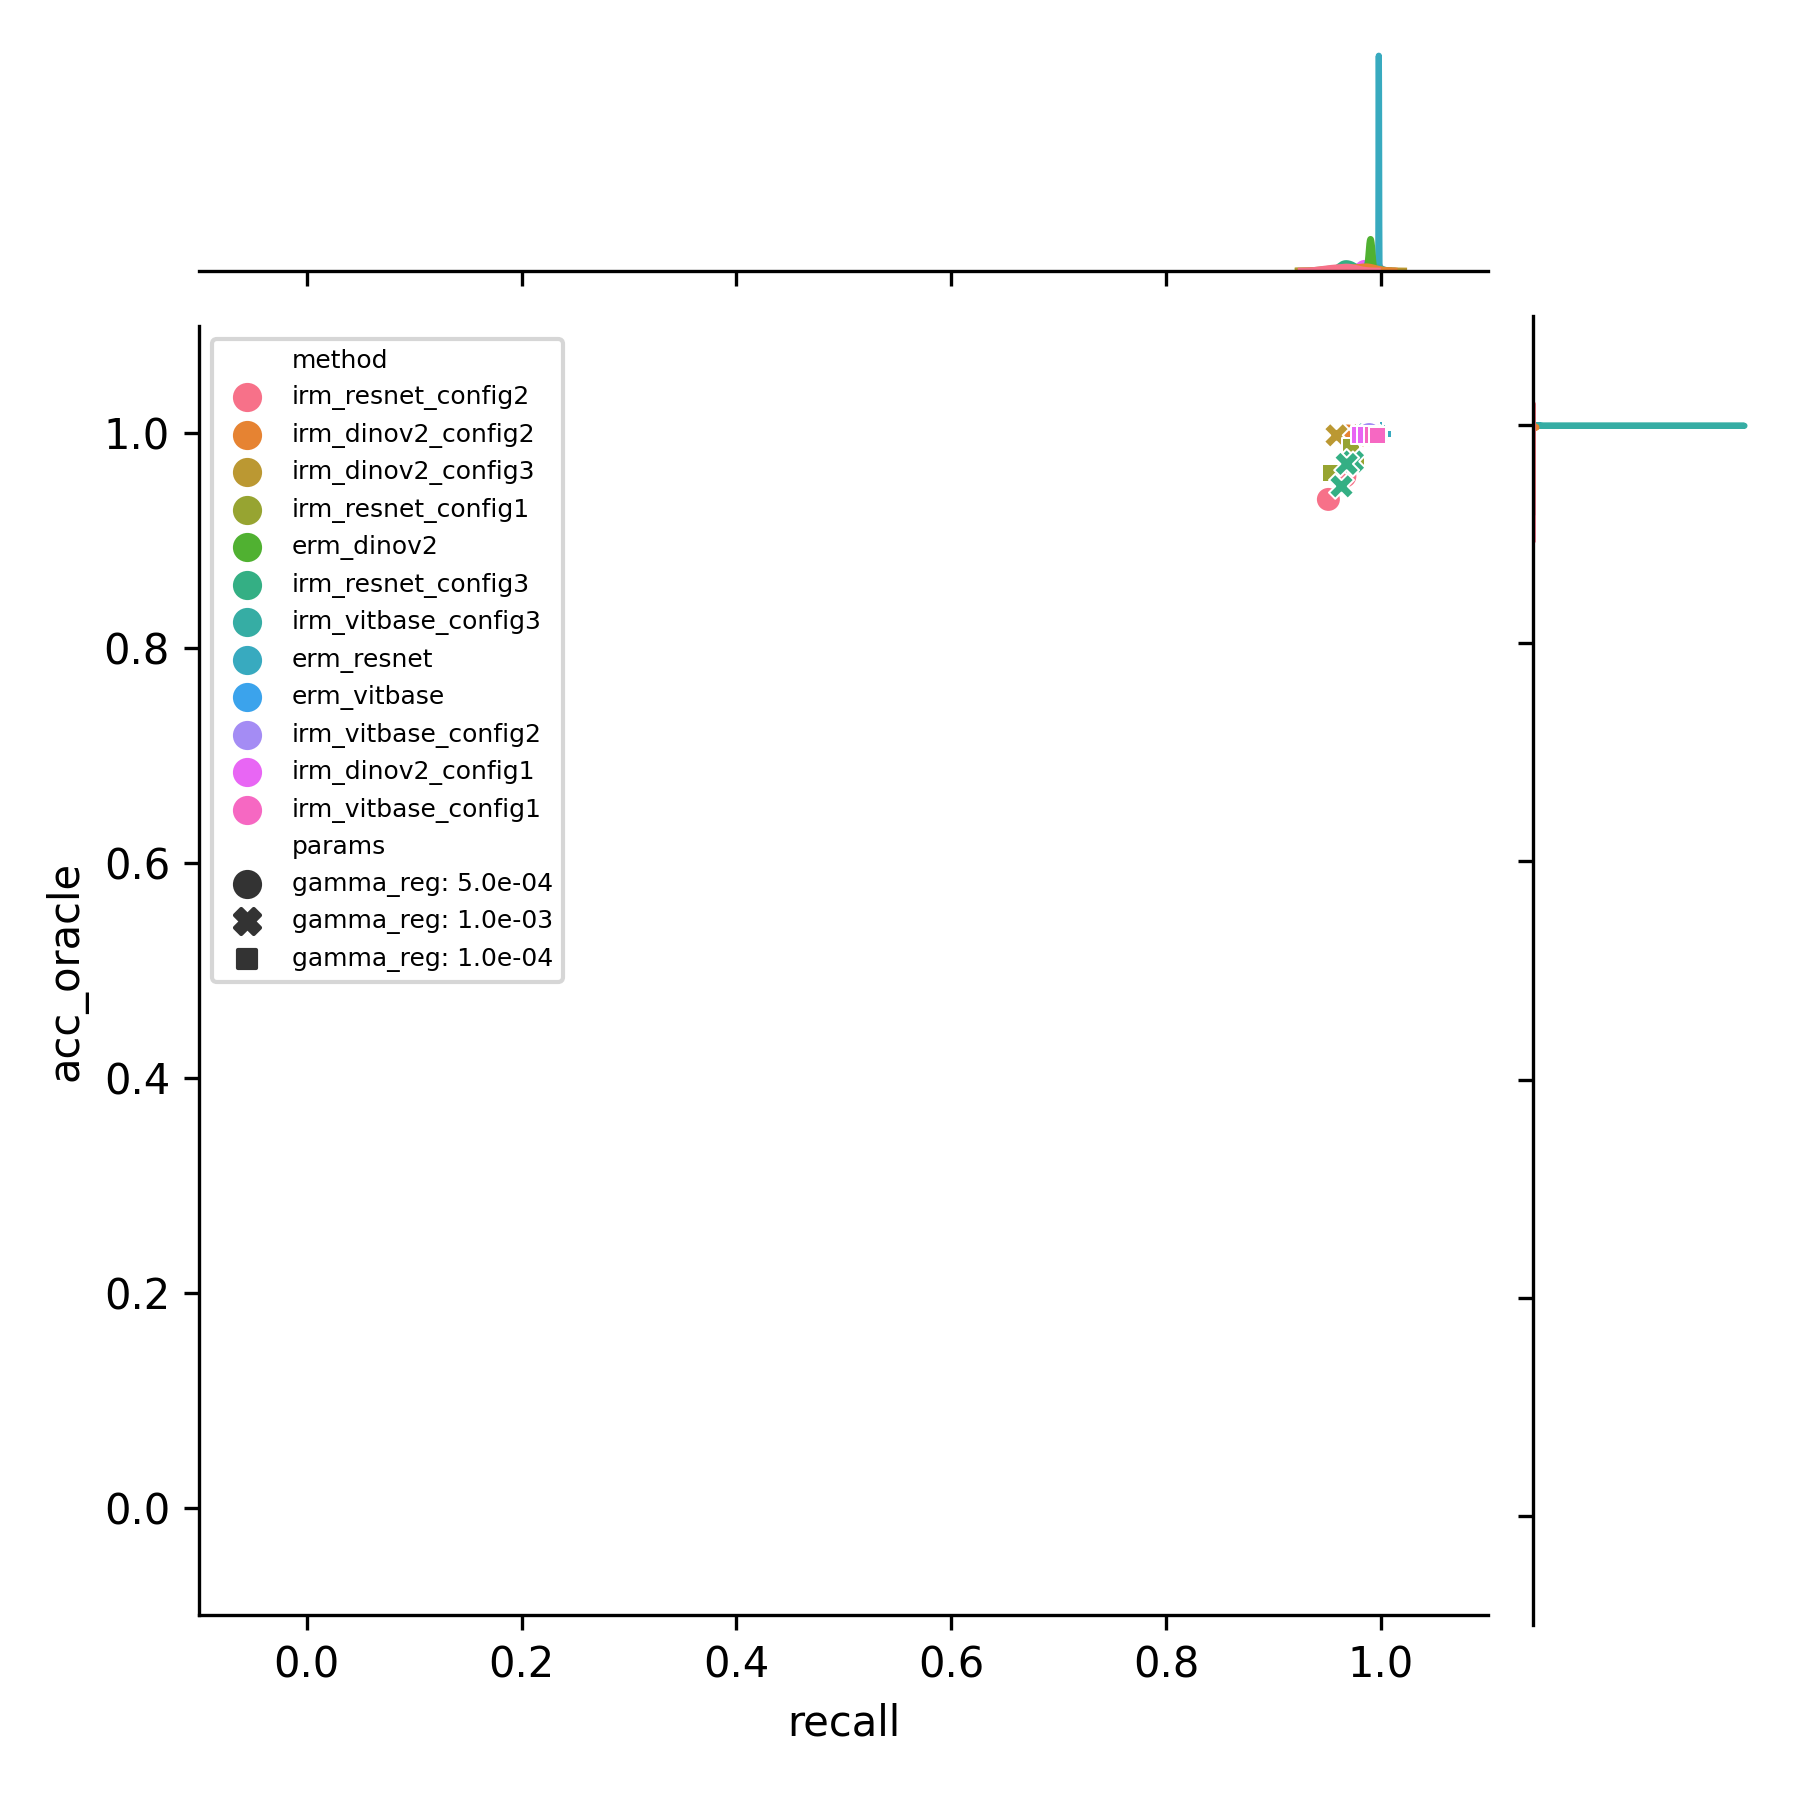 method
irm_resnet_config2
irm_dinov2_config2
irm_dinov2_config3
irm_resnet_config1
erm_dinov2
irm_resnet_config3
irm_vitbase_config3
erm_resnet
erm_vitbase
irm_vitbase_config2
irm_dinov2_config1
irm_vitbase_config1
params
gamma_reg: 5.0e-04
gamma_reg: 1.0e-03
gamma_reg: 1.0e-04
acc_oracle
1.0
0.8
0.6
0.4
0.2
0.0
0.0 0.2 0.4 0.6 0.8 1.0
recall